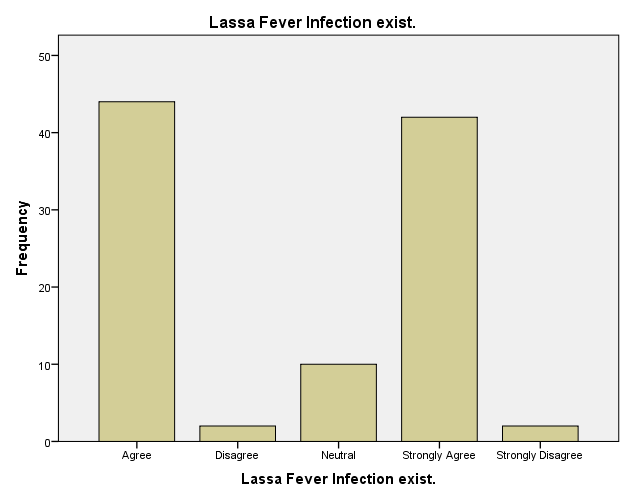 Lassa Fever Infection exist.
50
40
30
20
10
0
Frequency
Agree
Disagree
Neutral
Strongly Agree
Strongly Disagree
Lassa Fever Infection exist.